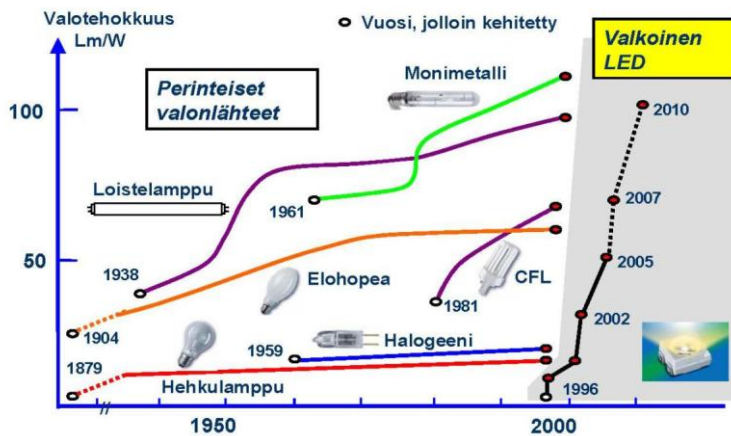 Valotehokkuus
Lm/W
Vuosi, jolloin kehitetty
Valkoinen
LED
Perinteiset
valonlähteet
Monimetalli
100
2010
Loistelamppu
1961
2007
50
1938
Elohopea
1981
CFL
2005
1904
2002
1879
1959
Halogeeni
Hehkulamppu
1996
1950
2000